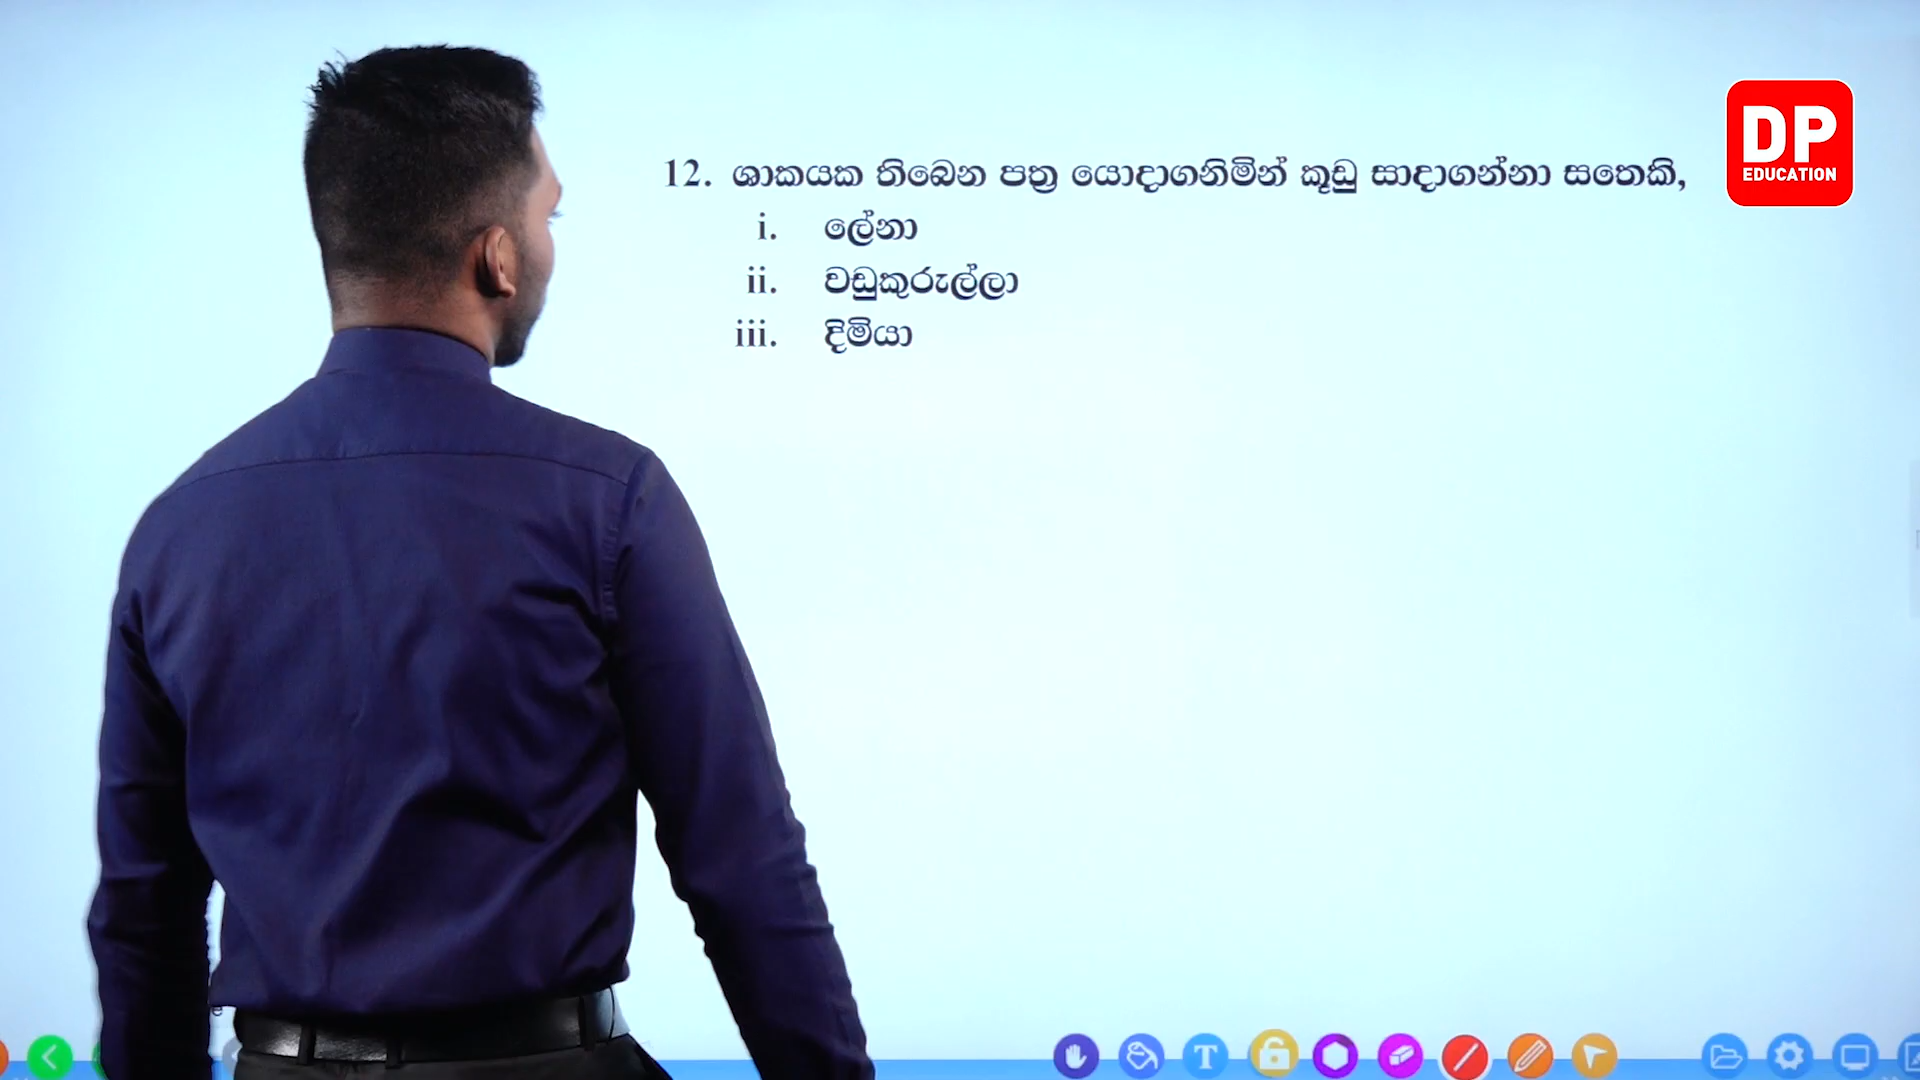 DP
EDUCATION
12. ශාකයක තිබෙන පත්‍ර යොදාගනිමින් කූඩු සාදාගන්නා සතෙකි,
i. ලේනා
ii. වඩුකුරුල්ලා
iii. දිමියා
T